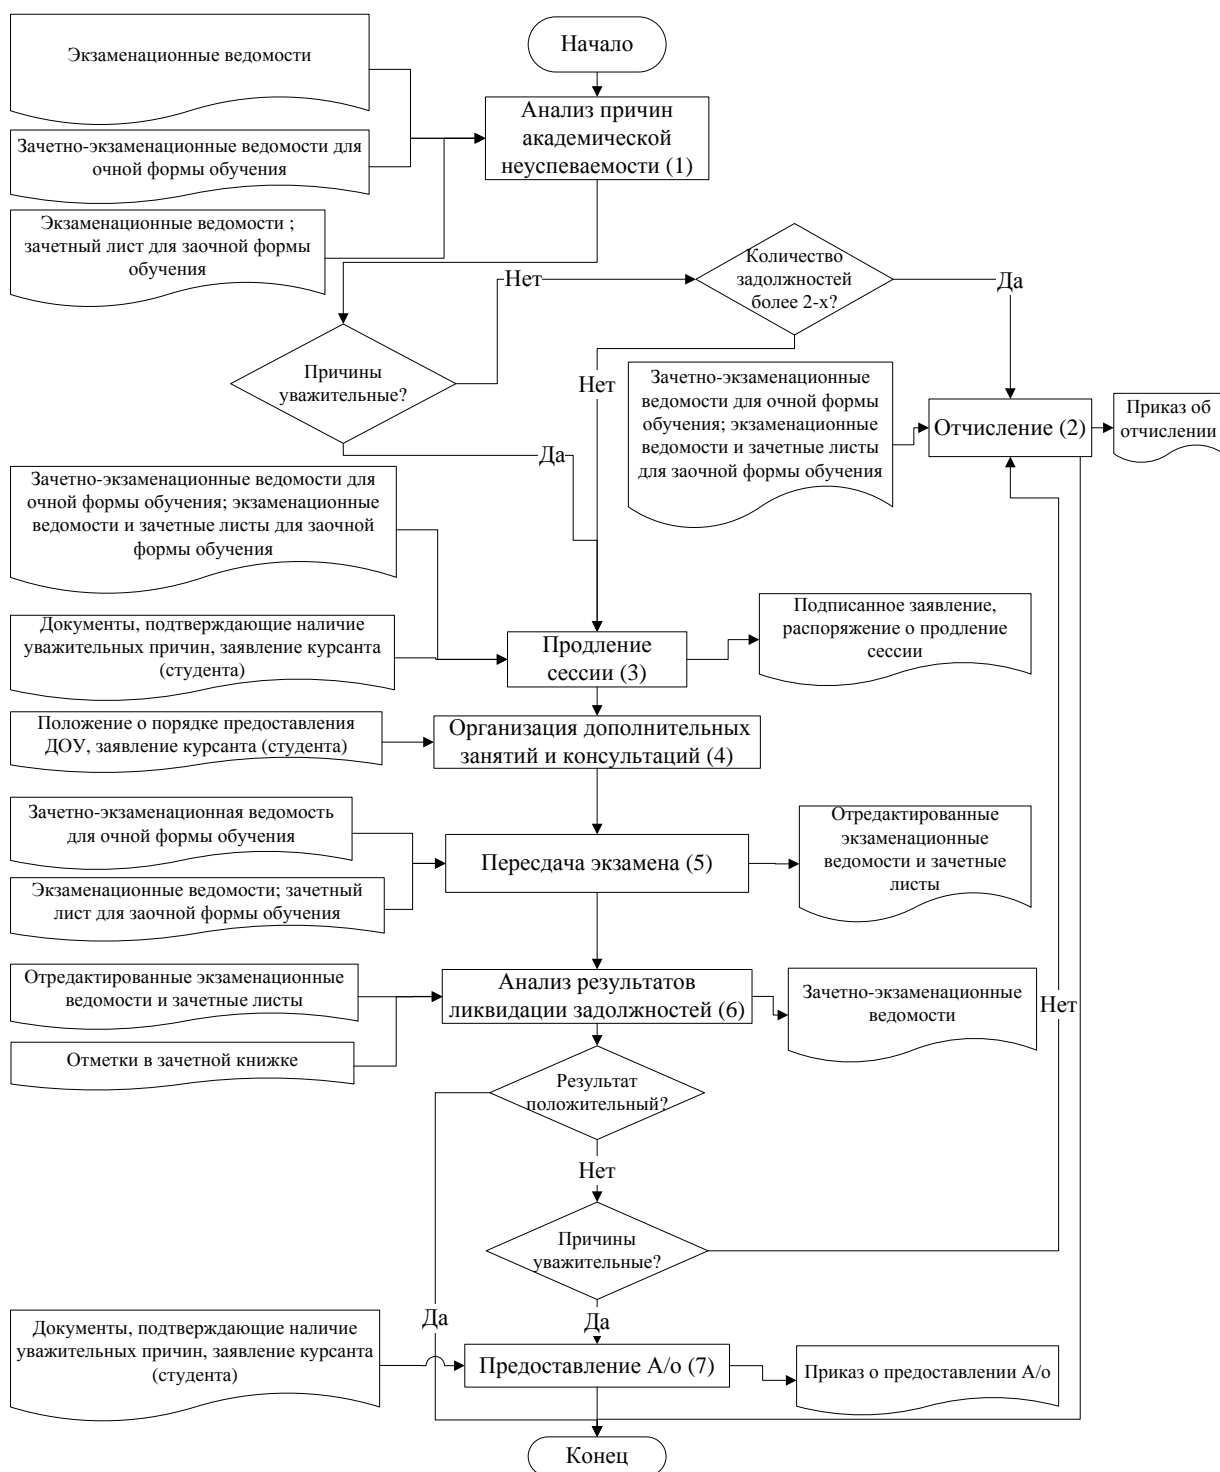 Начало
Экзаменационные ведомости
Анализ причин
академической
неуспеваемости (1)
Зачетно-экзаменационные ведомости для
очной формы обучения
Экзаменационные ведомости ;
зачетный лист для заочной формы
обучения
Количество
задолжностей
более 2-х?
Нет
Да
Причины
уважительные?
Нет
Да
Зачетно-экзаменационные
ведомости для очной формы
обучения; экзаменационные
ведомости и зачетные листы
для заочной формы обучения
Отчисление (2)
Приказ об
отчислении
Зачетно-экзаменационные ведомости для
очной формы обучения; экзаменационные
ведомости и зачетные листы для заочной
формы обучения
Документы, подтверждающие наличие
уважительных причин, заявление курсанта
(студента)
Продление
сессии (3)
Подписанное заявление,
распоряжение о продление
сессии
Положение о порядке предоставления
ДОУ, заявление курсанта (студента)
Организация дополнительных
занятий и консультаций (4)
Зачетно-экзаменационная ведомость
для очной формы обучения
Экзаменационные ведомости; зачетный
лист для заочной формы обучения
Пересдача экзамена (5)
Отредактированные
экзаменационные
ведомости и зачетные
листы
Отредактированные экзаменационные
ведомости и зачетные листы
Отметки в зачетной книжке
Анализ результатов
ликвидации задолжностей (6)
Зачетно-экзаменационные
ведомости
Нет
Результат
положительный?
Нет
Причины
уважительные?
Да
Да
Документы, подтверждающие наличие
уважительных причин, заявление курсанта
(студента)
Предоставление А/о (7)
Приказ о предоставлении А/о
Конец